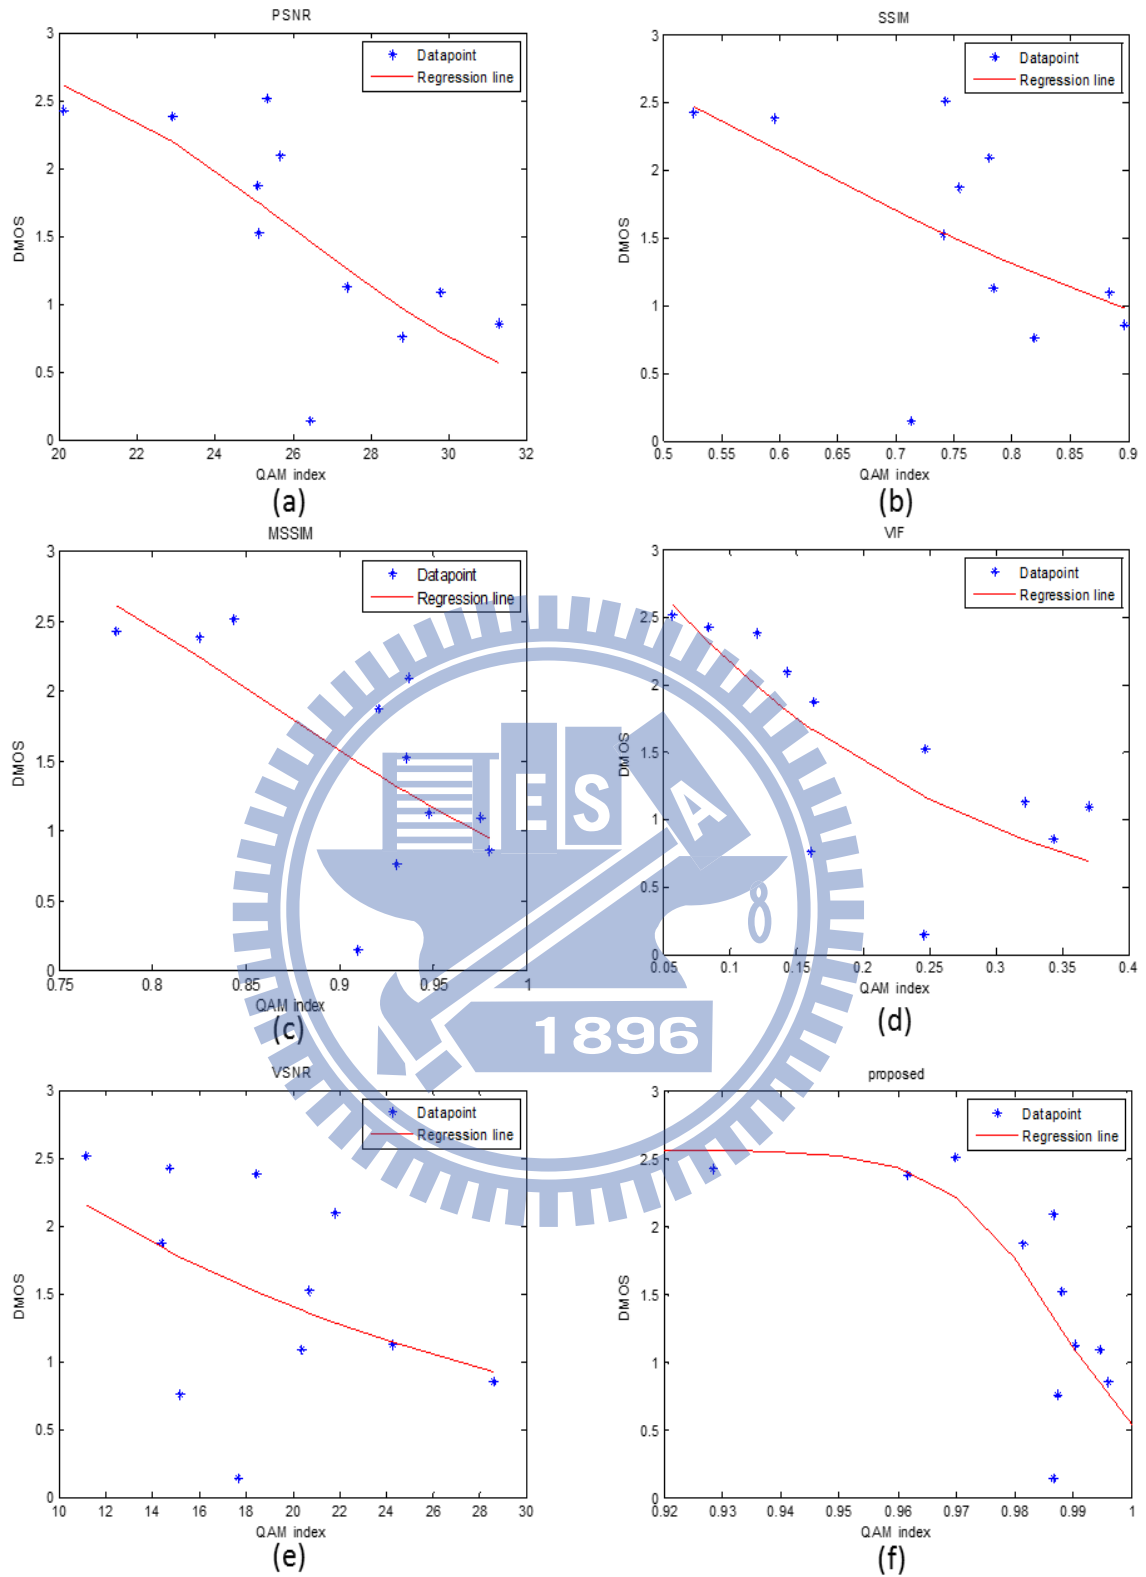 PSNR
3
2.5
2
1.5
1
0.5
0
DMOS
Datapoint
Regression line
20 22 24 26 28 30 32
QAM index
(a)
SSIM
3
2.5
2
1.5
1
0.5
0
DMOS
Datapoint
Regression line
0.5 0.55 0.6 0.65 0.7 0.75 0.8 0.85 0.9
QAM index
(b)
MSSIM
3
2.5
2
1.5
1
0.5
0
DMOS
Datapoint
Regression line
0.75 0.8 0.85 0.9 0.95 1
QAM index
(c)
VIF
3
2.5
2
1.5
1
0.5
0
DMOS
Datapoint
Regression line
0.05 0.1 0.15 0.2 0.25 0.3 0.35 0.4
QAM index
(d)
ESA
8
1896
VSNR
3
2.5
2
1.5
1
0.5
0
DMOS
Datapoint
Regression line
10 12 14 16 18 20 22 24 26 28 30
QAM index
(e)
proposed
3
2.5
2
1.5
1
0.5
0
DMOS
Datapoint
Regression line
0.92 0.93 0.94 0.95 0.96 0.97 0.98 0.99 1
QAM index
(f)